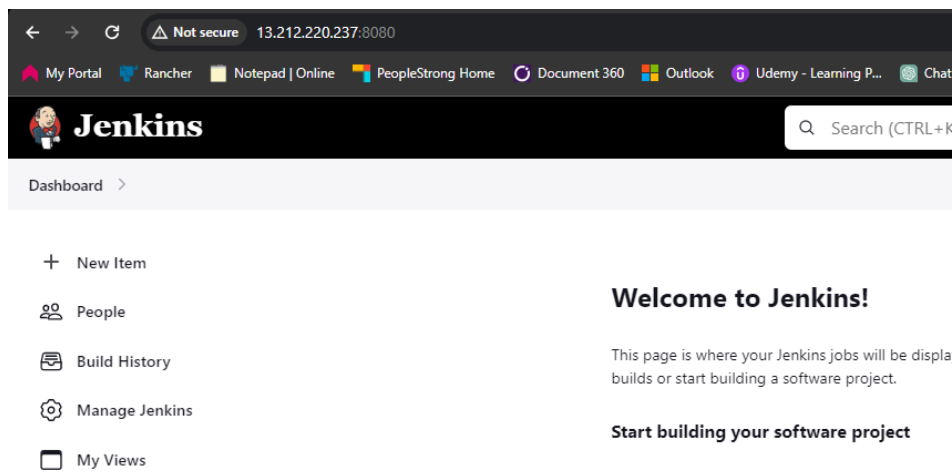 Not secure 13.212.220.237:8080
My Portal Rancher Notepad | Online PeopleStrong Home Document 360 Outlook Udemy - Learning P... Chat
Jenkins Search (CTRL+K
Dashboard
New Item
People
Build History
Manage Jenkins
My Views
Welcome to Jenkins!
This page is where your Jenkins jobs will be displa
builds or start building a software project.
Start building your software project